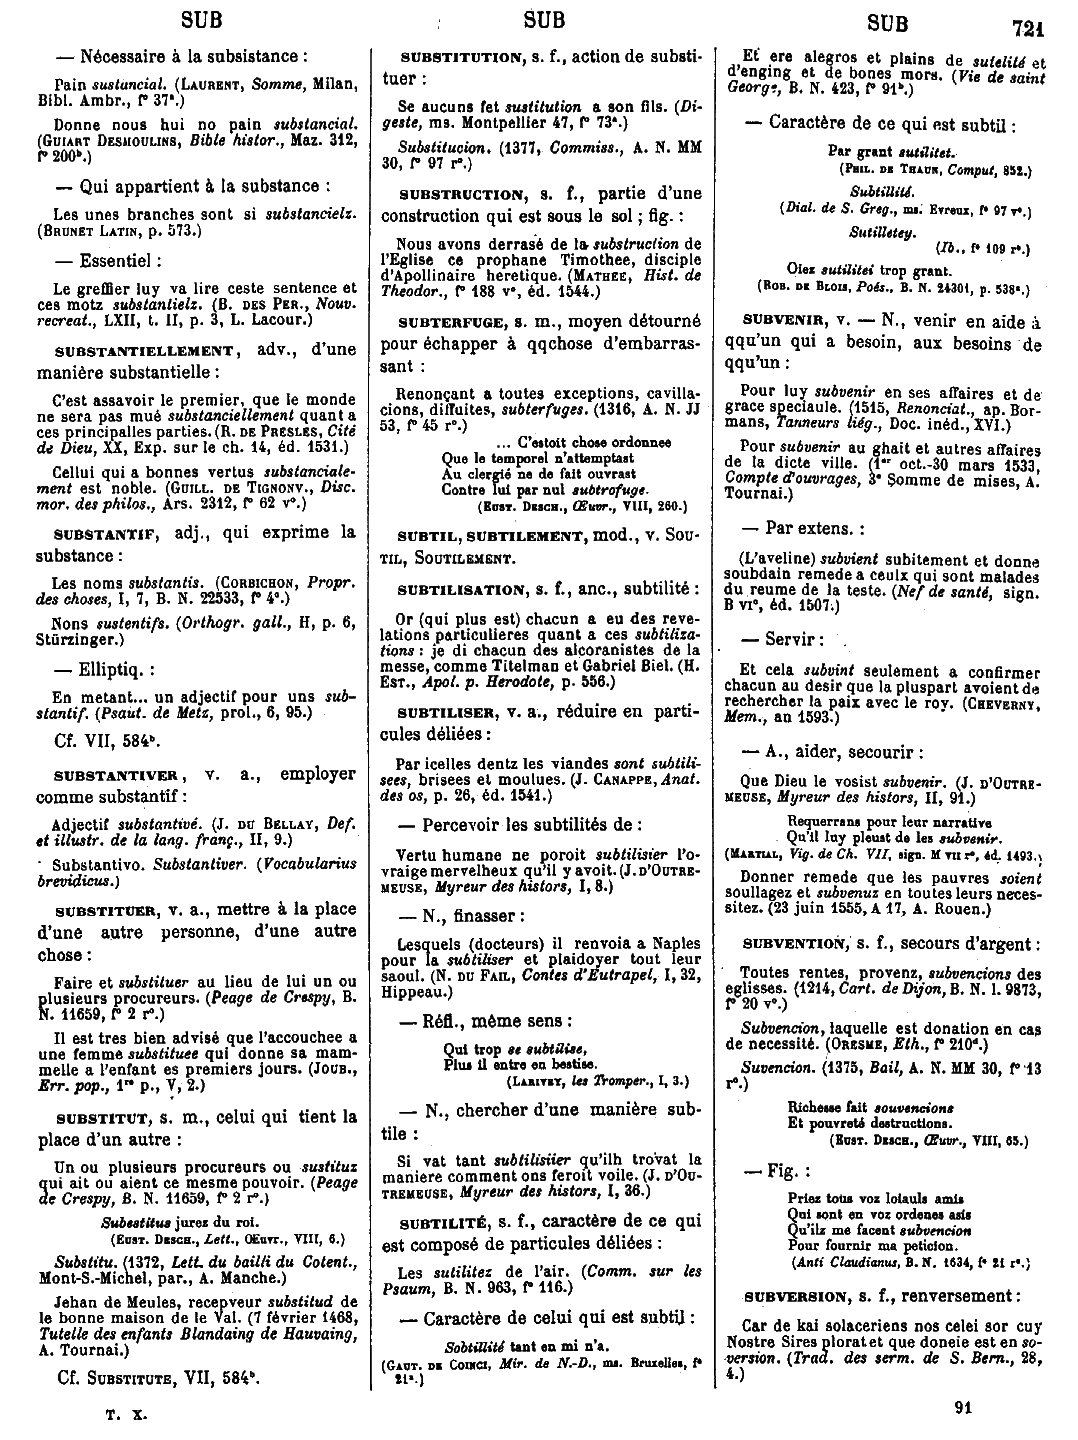 SUB
SUB
SUB
721
— Nécessaire à la subsistance :
Pain sustancial. (LAURENT, Somme, Milan,
Bibl. Ambr., f° 37ª.)
Donne nous hui no pain substancial.
(GUIART DESMOULINS, Bible histor., Maz. 312,
f° 200ᵇ.)
— Qui appartient à la substance :
Les unes branches sont si substancielz.
(BRUNET LATIN, p. 573.)
— Essentiel :
Le greffier luy va lire ceste sentence et
ces motz substantielz. (B. DES PER., Nouv.
recreat., LXII, t. II, p. 3, L. Lacour.)
SUBSTANTIELLEMENT, adv., d'une
manière substantielle :
C'est assavoir le premier, que le monde
ne sera pas mué substanciellement quant a
ces principalles parties. (R. DE PRESLES, Cité
de Dieu, XX, Exp. sur le ch. 14, éd. 1531.)
Cellui qui a bonnes vertus substanciale-
ment est noble. (GUILL. DE TIGNONV., Disc.
mor. des philos., Ars. 2312, f° 62 v°.)
SUBSTANTIF, adj., qui exprime la
substance :
Les noms substantis. (CORBICHON, Propr.
des choses, I, 7, B. N. 22533, f° 4ª.)
Nons sustentifs. (Orthogr. gall., H, p. 6,
Stürzinger.)
— Elliptiq. :
En metant... un adjectif pour uns sub-
stantif. (Psaut. de Metz, prol., 6, 95.)
Cf. VII, 584ᵇ.
SUBSTANTIVER, v. a., employer
comme substantif :
Adjectif substantivé. (J. DU BELLAY, Def.
et illustr. de la lang. franç., II, 9.)
Substantivo. Substantiver. (Vocabularius
brevidicus.)
SUBSTITUER, v. a., mettre à la place
d'une autre personne, d'une autre
chose :
Faire et substituer au lieu de lui un ou
plusieurs procureurs. (Peage de Crespy, B.
N. 11659, f° 2 r°.)
Il est tres bien advisé que l'accouchee a
une femme substituee qui donne sa mam-
melle a l'enfant es premiers jours. (JOUB.,
Err. pop., 1ʳᵉ p., V, 2.)
SUBSTITUT, s. m., celui qui tient la
place d'un autre :
Un ou plusieurs procureurs ou sustituz
qui ait ou aient ce mesme pouvoir. (Peage
de Crespy, B. N. 11659, f° 2 r°.)
Subestitus jurez du roi.
(EUST. DESCH., Lett., Œuvr., VIII, 6.)
Substitu. (1372, Lett. du bailli du Cotent.,
Mont-S.-Michel, par., A. Manche.)
Jehan de Meules, recepveur substitud de
le bonne maison de le Val. (7 février 1468,
Tutelle des enfants Blandaing de Hauvaing,
A. Tournai.)
Cf. SUBSTITUTE, VII, 584ᵇ.
T. X.
SUBSTITUTION, s. f., action de substi-
tuer :
Se aucuns fet sustitution a son fils. (Di-
geste, ms. Montpellier 47, f° 73ª.)
Substitucion. (1377, Commiss., A. N. MM
30, f° 97 r°.)
SUBSTRUCTION, s. f., partie d'une
construction qui est sous le sol ; fig. :
Nous avons derrasé de la substruction de
l'Eglise ce prophane Timothee, disciple
d'Apollinaire heretique. (MATHEE, Hist. de
Theodor., f° 188 v°, éd. 1544.)
SUBTERFUGE, s. m., moyen détourné
pour échapper à qqchose d'embarras-
sant :
Renonçant a toutes exceptions, cavilla-
cions, diffuites, subterfuges. (1316, A. N. JJ
53, f° 45 r°.)
... C'estoit chose ordonnee
Que le temporel n'attemptast
Au clergié ne de fait ouvrast
Contre lui par nul subtrofuge.
(EUST. DESCH., Œuvr., VIII, 260.)
SUBTIL, SUBTILEMENT, mod., v. SOU-
TIL, SOUTILEMENT.
SUBTILISATION, s. f., anc., subtilité :
Or (qui plus est) chacun a eu des reve-
lations particulieres quant a ces subtiliza-
tions : je di chacun des alcoranistes de la
messe, comme Titelman et Gabriel Biel. (H.
EST., Apol. p. Herodote, p. 556.)
SUBTILISER, v. a., réduire en parti-
cules déliées :
Par icelles dentz les viandes sont subtili-
sees, brisees et moulues. (J. CANAPPE, Anat.
des os, p. 26, éd. 1541.)
— Percevoir les subtilités de :
Vertu humane ne poroit subtilisier l'o-
vraige mervelheux qu'il y avoit. (J. D'OUTRE-
MEUSE, Myreur des histors, I, 8.)
— N., finasser :
Lesquels (docteurs) il renvoia a Naples
pour la subtiliser et plaidoyer tout leur
saoul. (N. DU FAIL, Contes d'Eutrapel, I, 32,
Hippeau.)
— Réfl., même sens :
Qui trop se subtilise,
Plus il entre en bestise.
(LARIVEY, les Tromper., I, 3.)
— N., chercher d'une manière sub-
tile :
Si vat tant subtilisiier qu'ilh trovat la
maniere comment ons feroit voile. (J. D'OU-
TREMEUSE, Myreur des histors, I, 36.)
SUBTILITÉ, s. f., caractère de ce qui
est composé de particules déliées :
Les sutilitez de l'air. (Comm. sur les
Psaum, B. N. 963, f° 116.)
— Caractère de celui qui est subtil :
Sobtillité tant en mi n'a.
(GAUT. DE COINCI, Mir. de N.-D., ms. Bruxelles, f°
21ª.)
Et ere alegros et plains de sutelité et
d'enging et de bones mors. (Vie de saint
George, B. N. 423, f° 91ᵇ.)
— Caractère de ce qui est subtil :
Par grant sutilitet.
(PHIL. DE THAUN, Comput, 852.)
Subtillité.
(Dial. de S. Greg., ms. Evreux, f° 97 v°.)
Sutilletey.
(Ib., f° 109 r°.)
Oiez sutilitei trop grant.
(ROB. DE BLOIS, Poés., B. N. 24301, p. 538ª.)
SUBVENIR, v. — N., venir en aide à
qqu'un qui a besoin, aux besoins de
qqu'un :
Pour luy subvenir en ses affaires et de
grace speciaule. (1515, Renonciat., ap. Bor-
mans, Tanneurs liég., Doc. inéd., XVI.)
Pour subvenir au ghait et autres affaires
de la dicte ville. (1ᵉʳ oct.-30 mars 1533,
Compte d'ouvrages, 3ᵉ Somme de mises, A.
Tournai.)
— Par extens. :
(L'aveline) subvient subitement et donne
soubdain remede a ceulx qui sont malades
du reume de la teste. (Nef de santé, sign.
B VIª, éd. 1507.)
— Servir :
Et cela subvint seulement a confirmer
chacun au desir que la pluspart avoient de
rechercher la paix avec le roy. (CHEVERNY,
Mem., an 1593.)
— A., aider, secourir :
Que Dieu le vosist subvenir. (J. D'OUTRE-
MEUSE, Myreur des histors, II, 91.)
Requerrans pour leur narrative
Qu'il luy pleust de les subvenir.
(MARTIAL, Vig. de Ch. VII, sign. M VII r°, éd. 1493.)
Donner remede que les pauvres soient
soullagez et subvenuz en toutes leurs neces-
sitez. (23 juin 1555, A 17, A. Rouen.)
SUBVENTION, s. f., secours d'argent :
Toutes rentes, provenz, subvencions des
eglisses. (1214, Cart. de Dijon, B. N. l. 9873,
f° 20 v°.)
Subvencion, laquelle est donation en cas
de necessité. (ORESME, Eth., f° 210ᵈ.)
Suvencion. (1375, Bail, A. N. MM 30, f° 13
r°.)
Richesse fait souvencions
Et pouvreté destructions.
(EUST. DESCH., Œuvr., VIII, 65.)
— Fig. :
Priez tous voz loiauls amis
Qui sont en voz ordenes asis
Qu'ilz me facent subvencion
Pour fournir ma peticion.
(Anti Claudianus, B. N. 1634, f° 21 r°.)
SUBVERSION, s. f., renversement :
Car de kai solaceriens nos celei sor cuy
Nostre Sires plorat et que doneie est en so-
version. (Trad. des serm. de S. Bern., 28,
4.)
91